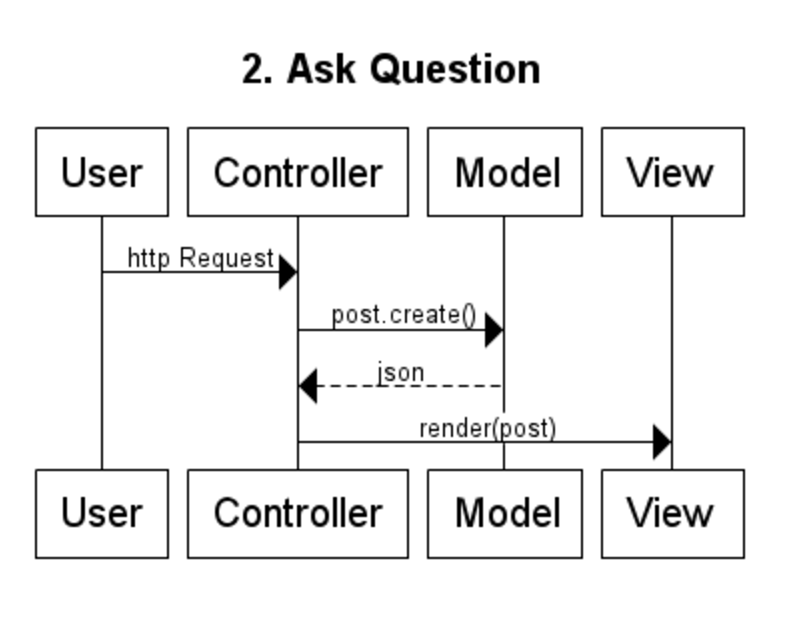 2. Ask Question
User
Controller
Model
View
http Request
post.create()
json
render(post)
User
Controller
Model
View